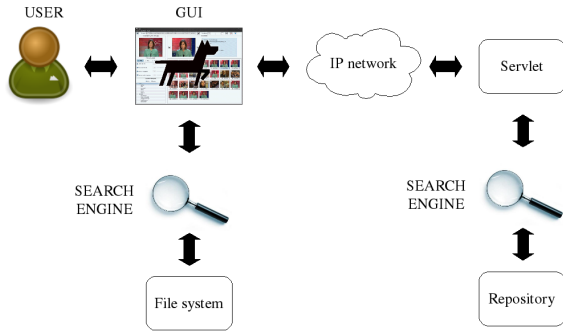 USER
GUI
IP network
Servlet
SEARCH
ENGINE
SEARCH
ENGINE
File system
Repository